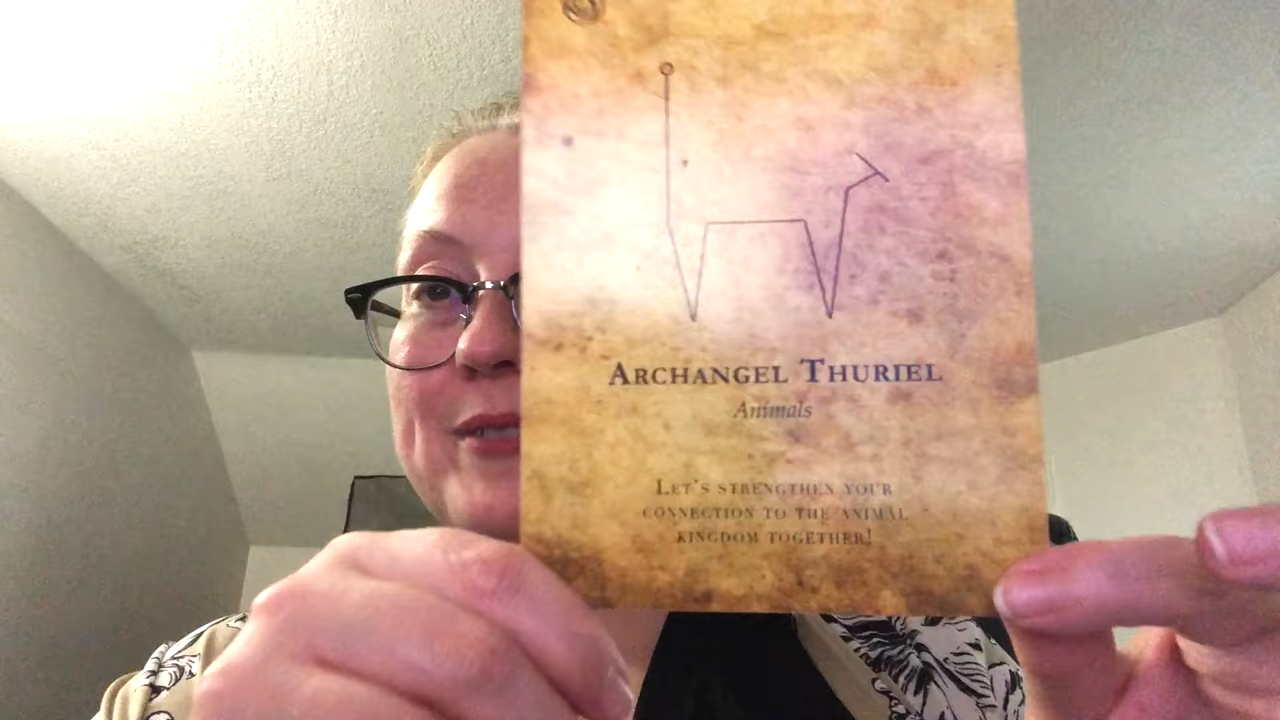 ARCHANGEL THURIEL
Animals
LET'S STRENGTHEN YOUR
CONNECTION TO THE ANIMAL
KINGDOM TOGETHER!